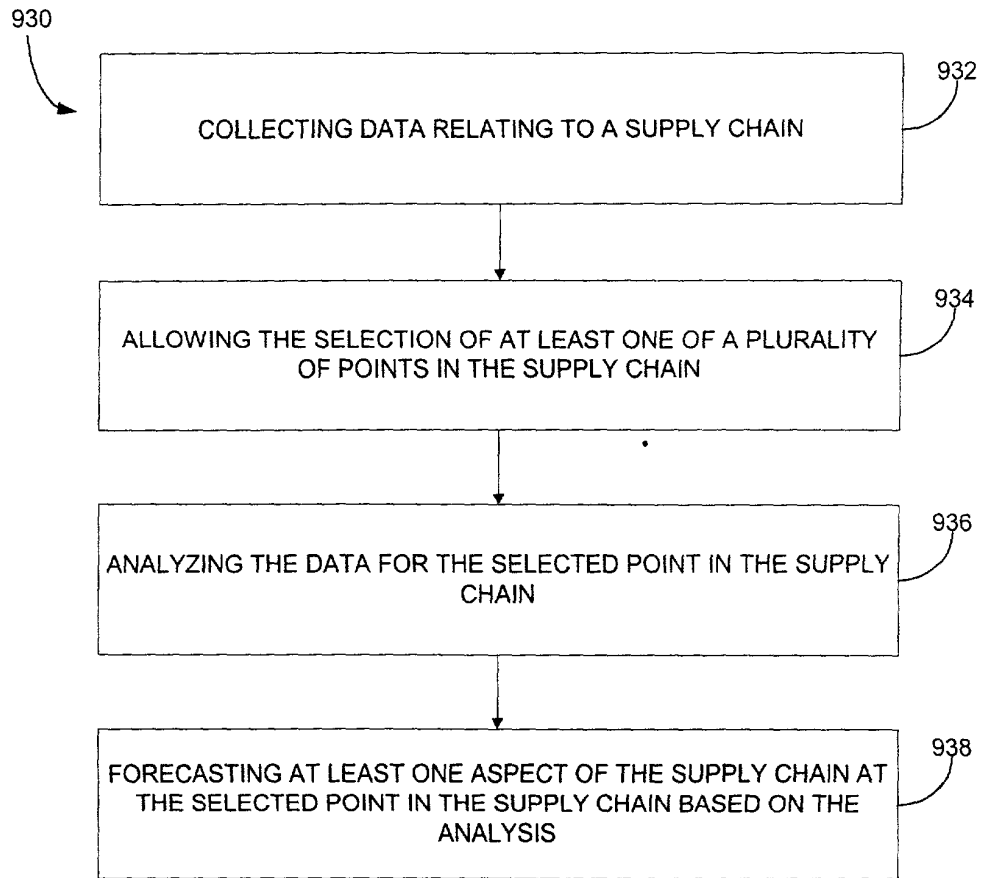 930
932
COLLECTING DATA RELATING TO A SUPPLY CHAIN
934
ALLOWING THE SELECTION OF AT LEAST ONE OF A PLURALITY
OF POINTS IN THE SUPPLY CHAIN
936
ANALYZING THE DATA FOR THE SELECTED POINT IN THE SUPPLY
CHAIN
938
FORECASTING AT LEAST ONE ASPECT OF THE SUPPLY CHAIN AT
THE SELECTED POINT IN THE SUPPLY CHAIN BASED ON THE
ANALYSIS